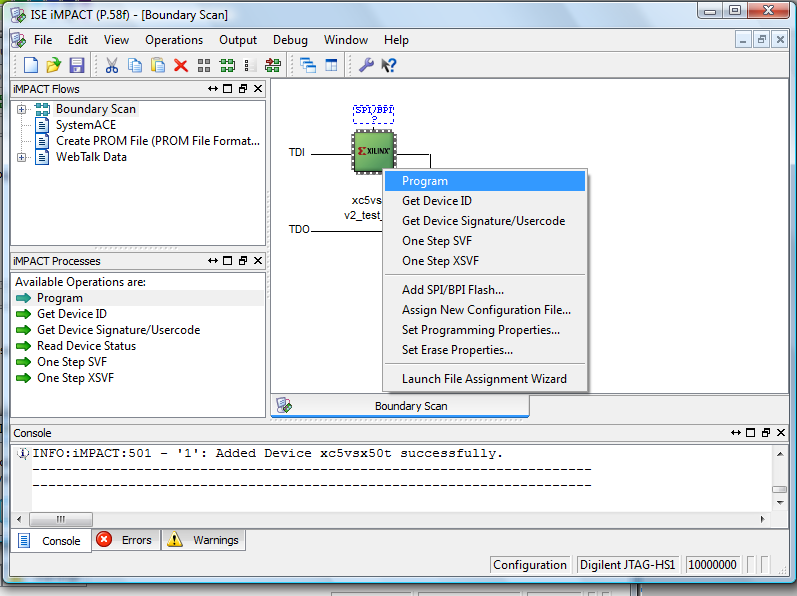 ISE iMPACT (P.58f) - [Boundary Scan]
File Edit View Operations Output Debug Window Help
iMPACT Flows
Boundary Scan
SystemACE
Create PROM File (PROM File Format...
WebTalk Data
iMPACT Processes
Available Operations are:
Program
Get Device ID
Get Device Signature/Usercode
Read Device Status
One Step SVF
One Step XSVF
SPI/BPI
?
TDI
XILINX
xc5vs
v2_test_
TDO
Program
Get Device ID
Get Device Signature/Usercode
One Step SVF
One Step XSVF
Add SPI/BPI Flash...
Assign New Configuration File...
Set Programming Properties...
Set Erase Properties...
Launch File Assignment Wizard
Boundary Scan
Console
INFO:iMPACT:501 - '1': Added Device xc5vsx50t successfully.
----------------------------------------------------------------------
----------------------------------------------------------------------
Console Errors Warnings
Configuration Digilent JTAG-HS1 10000000